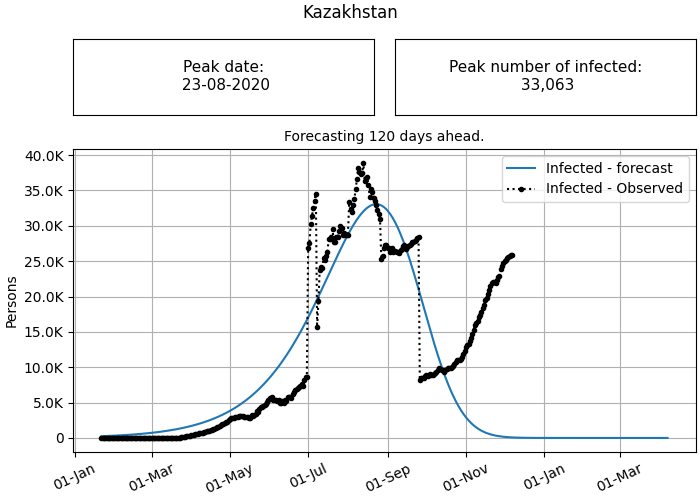 Kazakhstan
Peak date:
23-08-2020
Peak number of infected:
33,063
Forecasting 120 days ahead.
40.0K
35.0K
30.0K
25.0K
20.0K
15.0K
10.0K
5.0K
0
Persons
Infected - forecast
Infected - Observed
01-Jan
01-Mar
01-May
01-Jul
01-Sep
01-Nov
01-Jan
01-Mar